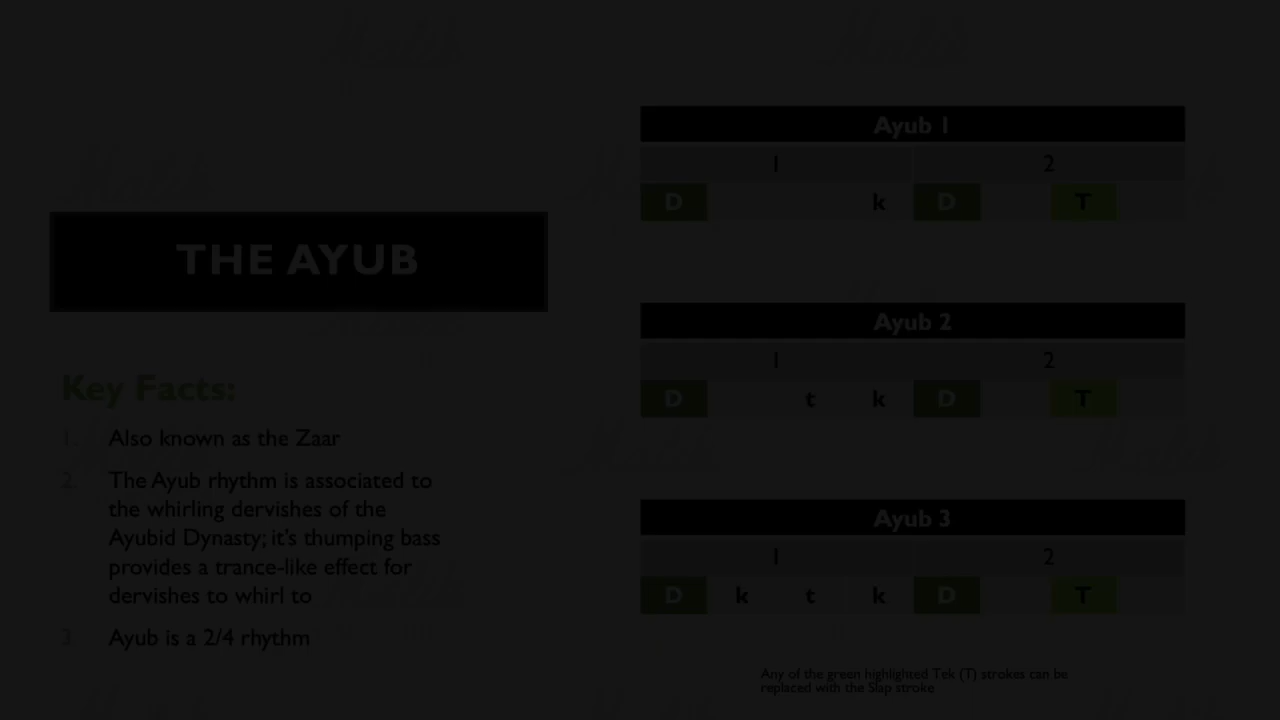 THE AYUB
Key Facts:
1. Also known as the Zaar
2. The Ayub rhythm is associated to
the whirling dervishes of the
Ayubid Dynasty; it's thumping bass
provides a trance-like effect for
dervishes to whirl to
3. Ayub is a 2/4 rhythm
Ayub 1
1 2
D k D T
Ayub 2
1 2
D t k D T
Ayub 3
1 2
D k t k D T
Any of the green highlighted Tek (T) strokes can be
replaced with the Slap stroke